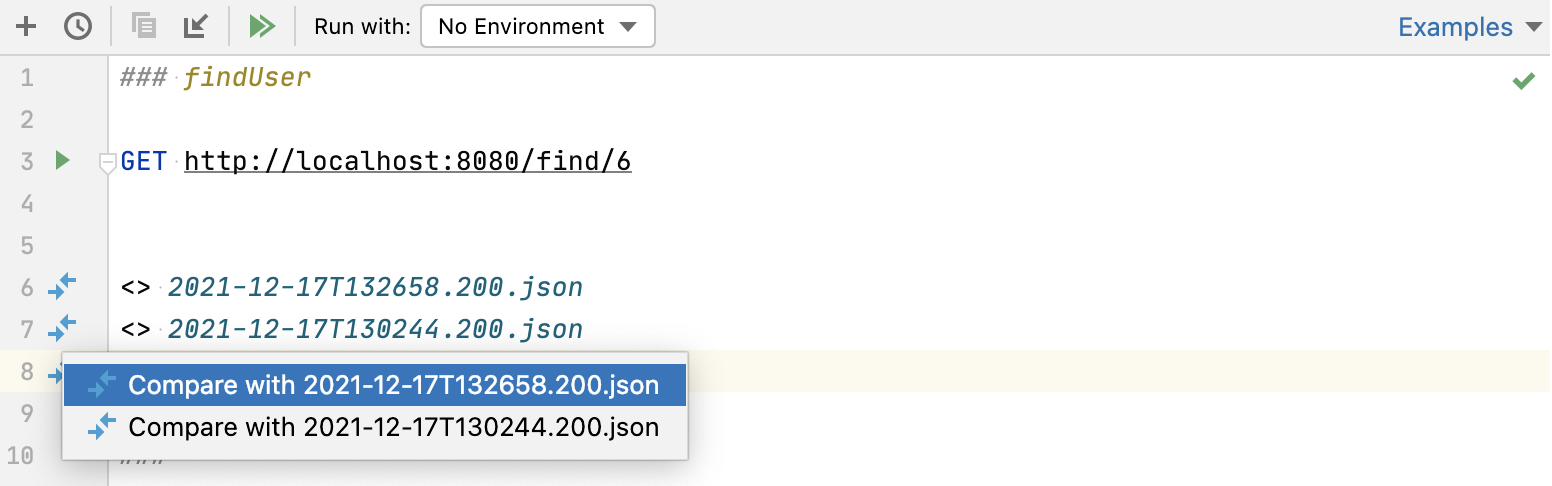 Run with: No Environment Examples
1 ### findUser
2
3 GET http://localhost:8080/find/6
4
5
6 <> 2021-12-17T132658.200.json
7 <> 2021-12-17T130244.200.json
8
Compare with 2021-12-17T132658.200.json
9
Compare with 2021-12-17T130244.200.json
10 ###